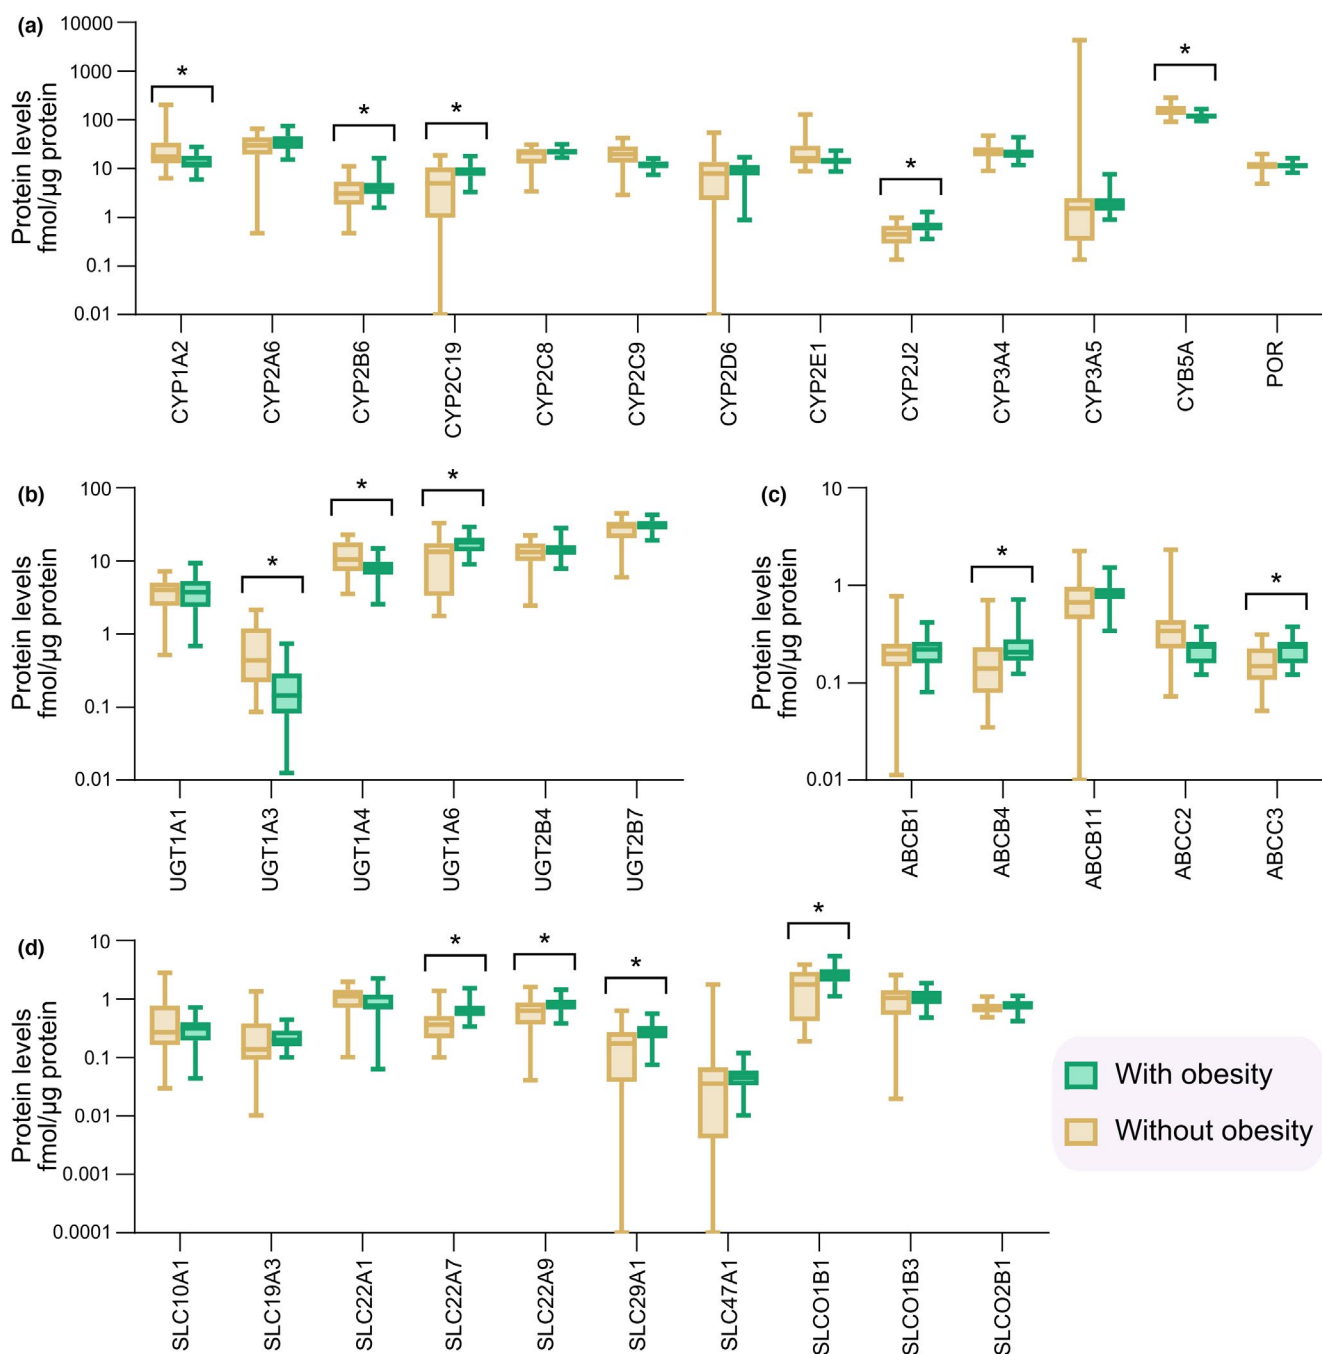 (a)
Protein levels
fmol/µg protein
10000
1000
100
10
1
0.1
0.01
*
*
*
*
*
CYP1A2
CYP2A6
CYP2B6
CYP2C19
CYP2C8
CYP2C9
CYP2D6
CYP2E1
CYP2J2
CYP3A4
CYP3A5
CYB5A
POR
(b)
Protein levels
fmol/µg protein
100
10
1
0.1
0.01
*
*
*
UGT1A1
UGT1A3
UGT1A4
UGT1A6
UGT2B4
UGT2B7
(c)
Protein levels
fmol/µg protein
10
1
0.1
0.01
*
*
ABCB1
ABCB4
ABCB11
ABCC2
ABCC3
(d)
Protein levels
fmol/µg protein
10
1
0.1
0.01
0.001
0.0001
*
*
*
*
SLC10A1
SLC19A3
SLC22A1
SLC22A7
SLC22A9
SLC29A1
SLC47A1
SLCO1B1
SLCO1B3
SLCO2B1
With obesity
Without obesity